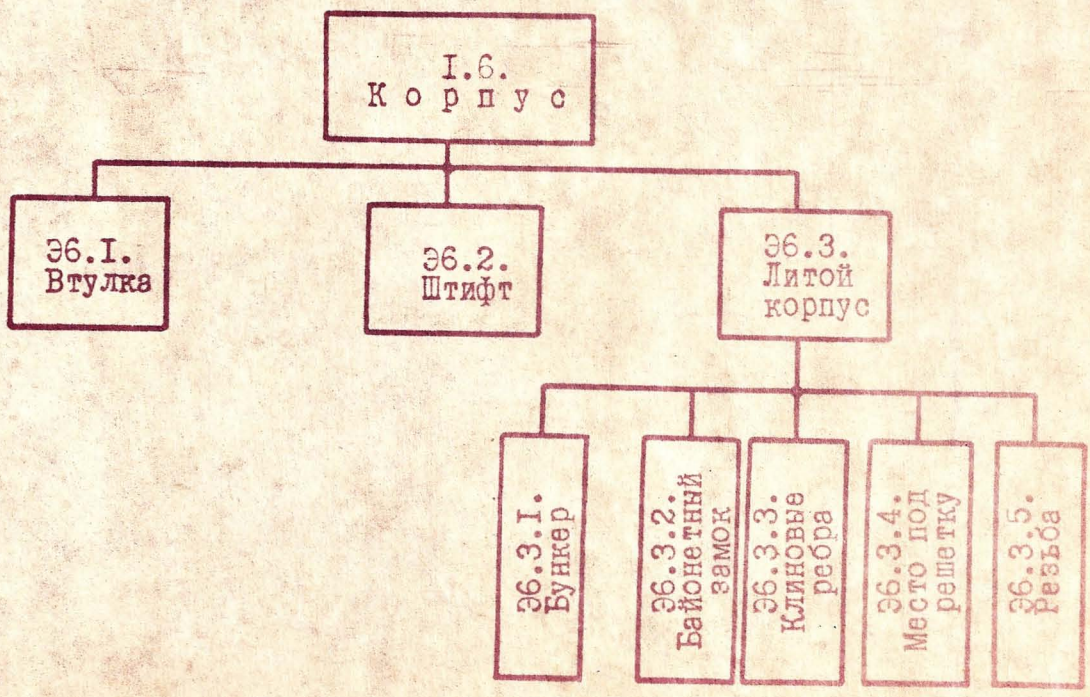 I.6.
Корпус
Э6.I.
Втулка
Э6.2.
Штифт
Э6.3.
Литой
корпус
Э6.3.I.
Бункер
Э6.3.2.
Байонетный
замок
Э6.3.3.
Клиновые
ребра
Э6.3.4.
Место под
решетку
Э6.3.5.
Резьба